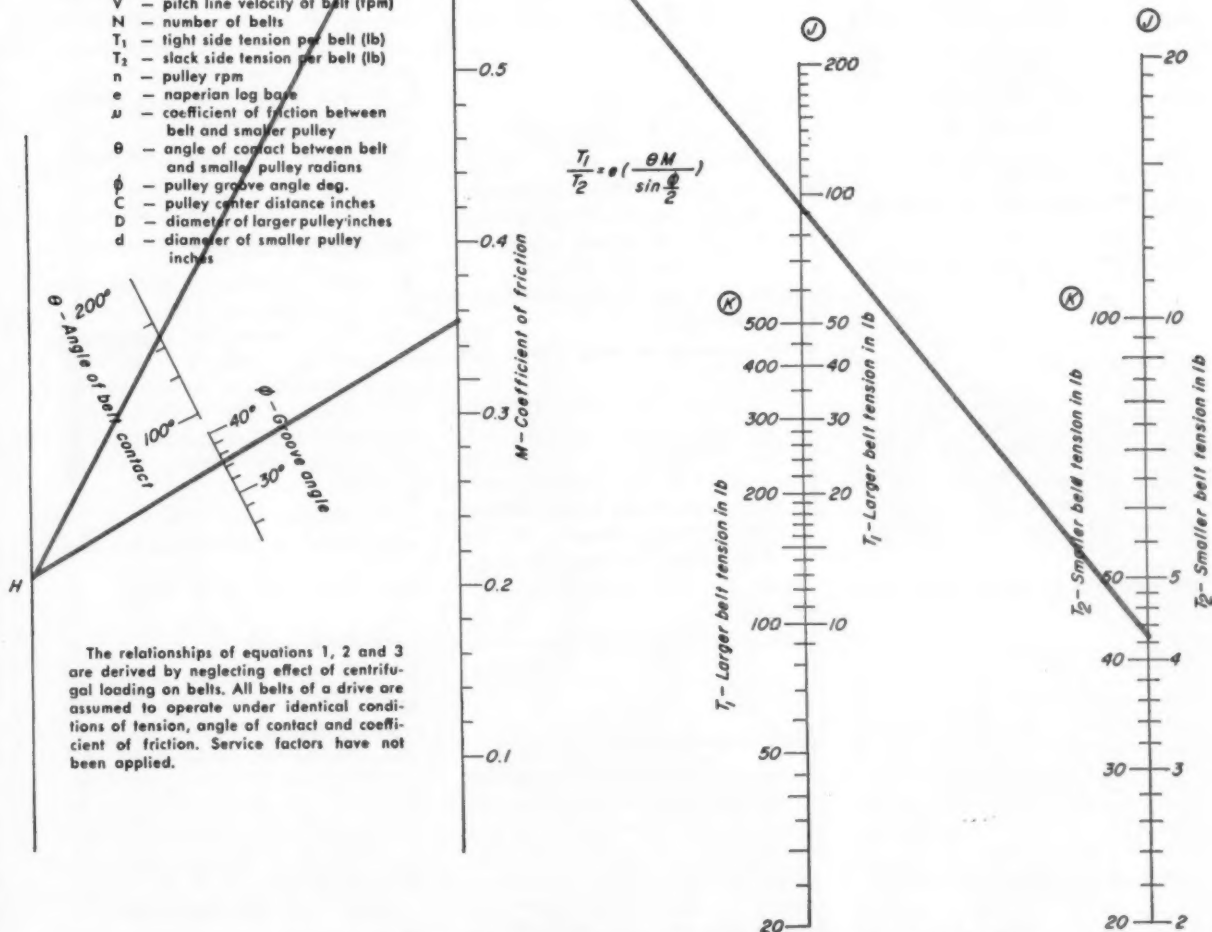 V — pitch line velocity of belt (fpm)
N — number of belts
T₁ — tight side tension per belt (lb)
T₂ — slack side tension per belt (lb)
n — pulley rpm
e — naperian log base
μ — coefficient of friction between
belt and smaller pulley
θ — angle of contact between belt
and smaller pulley radians
ϕ — pulley groove angle deg.
C — pulley center distance inches
D — diameter of larger pulley inches
d — diameter of smaller pulley
inches
θ - Angle of belt contact
200°
100°
ϕ - Groove angle
40°
30°
H
The relationships of equations 1, 2 and 3
are derived by neglecting effect of centrifu-
gal loading on belts. All belts of a drive are
assumed to operate under identical condi-
tions of tension, angle of contact and coeffi-
cient of friction. Service factors have not
been applied.
0.5
0.4
0.3
0.2
0.1
M - Coefficient of friction
T₁/T₂ = e(θM/sin ϕ/2)
J
200
100
K
500 50
400 40
300 30
200 20
100 10
50
20
T₁ - Larger belt tension in lb
T₁ - Larger belt tension in lb
J
20
K
100 10
50 5
40 4
30 3
20 2
T₂ - Smaller beld tension in lb
T₂ - Smaller belt tension in lb